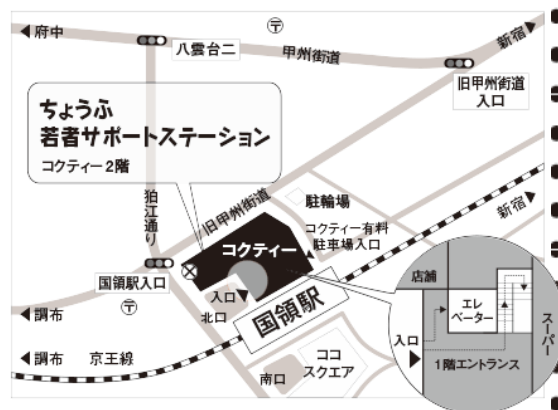 〒
府中
八雲台二
甲州街道
新宿
旧甲州街道
入口
ちょうふ
若者サポートステーション
コクティー2階
狛江通り
旧甲州街道
駐輪場
コクティー有料
駐車場入口
新宿
コクティー
国領駅入口
〒
入口
北口
国領駅
調布
調布
京王線
南口
ココ
スクエア
店舗
エレ
ベーター
入口
1階エントランス
スーパー